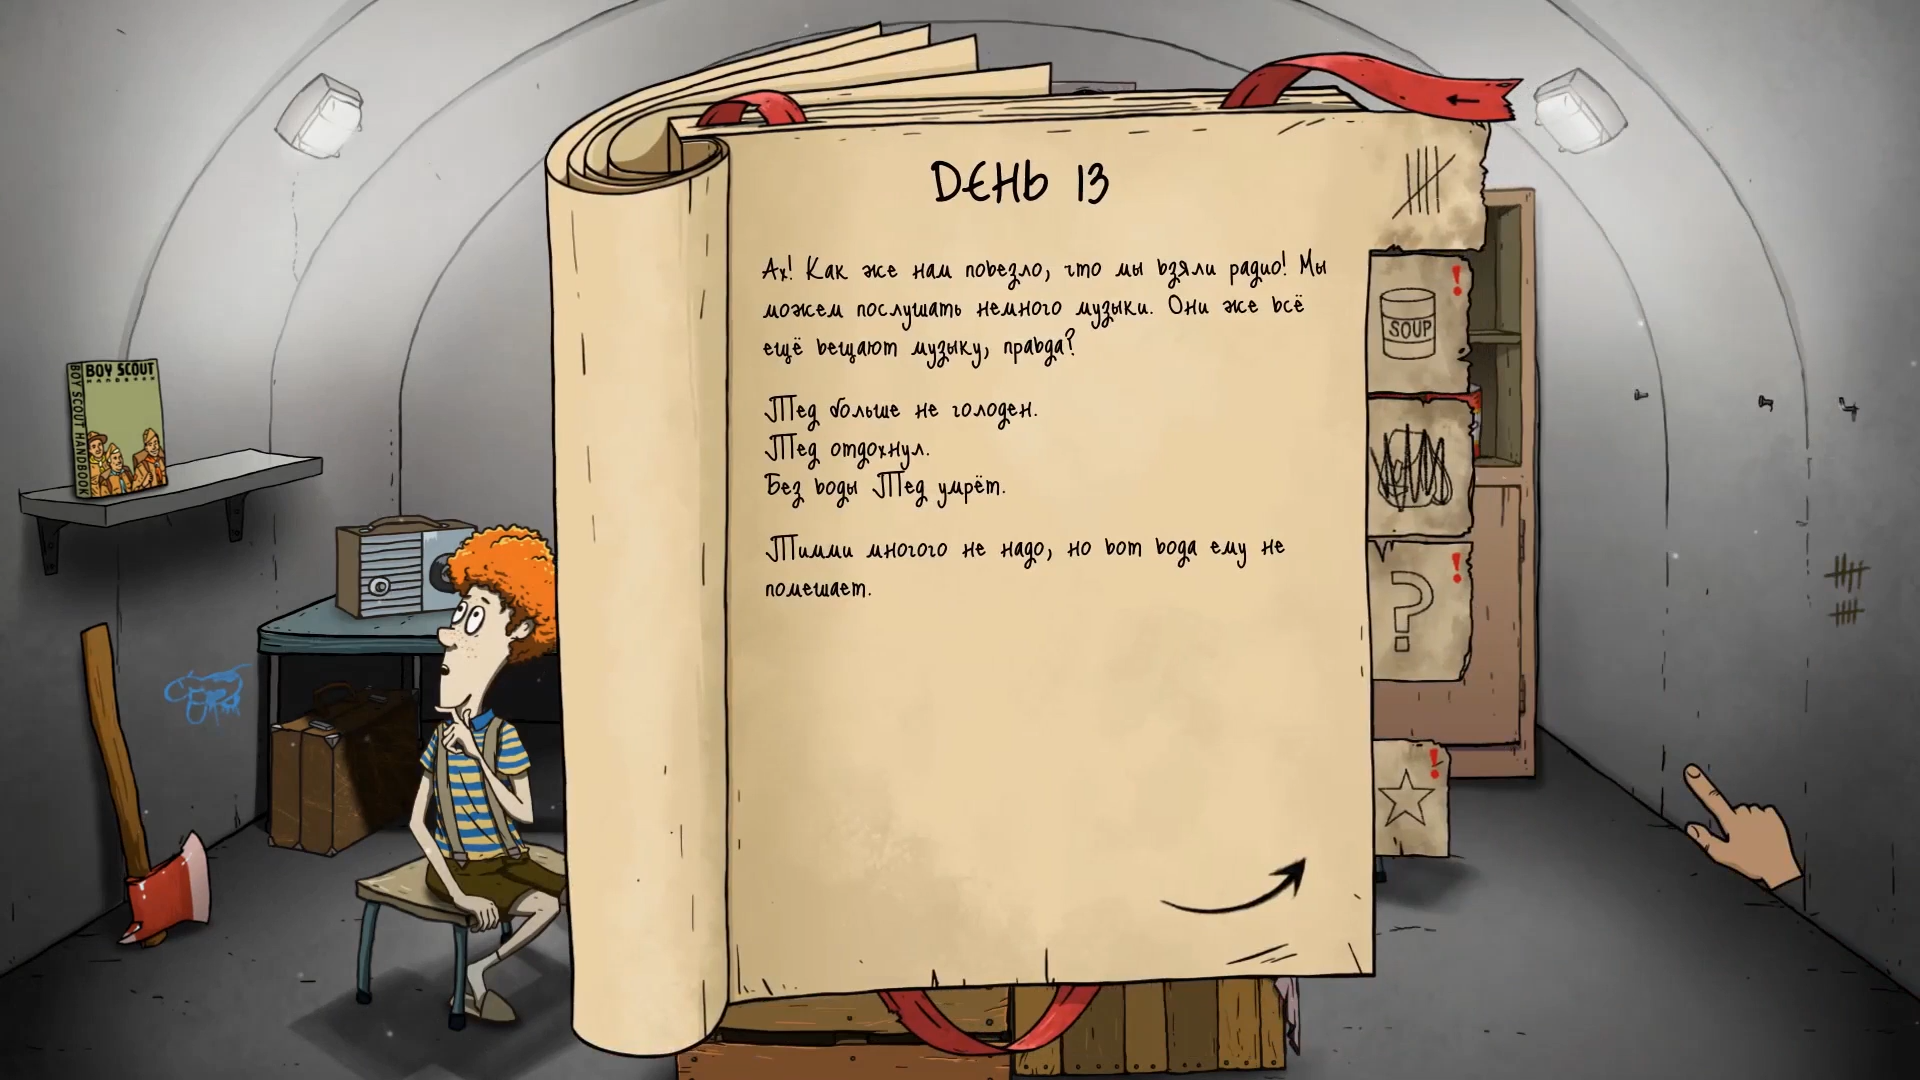 ДЕНЬ 13
Ах! Как же нам повезло, что мы взяли радио! Мы
можем послушать немного музыки. Они же всё
ещё вещают музыку, правда?
Тед больше не голоден.
Тед отдохнул.
Без воды Тед умрёт.
Тимми многого не надо, но вот вода ему не
помешает.
!
SOUP
!
?
!
BOY SCOUT
HANDBOOK
BOY SCOUT HANDBOOK